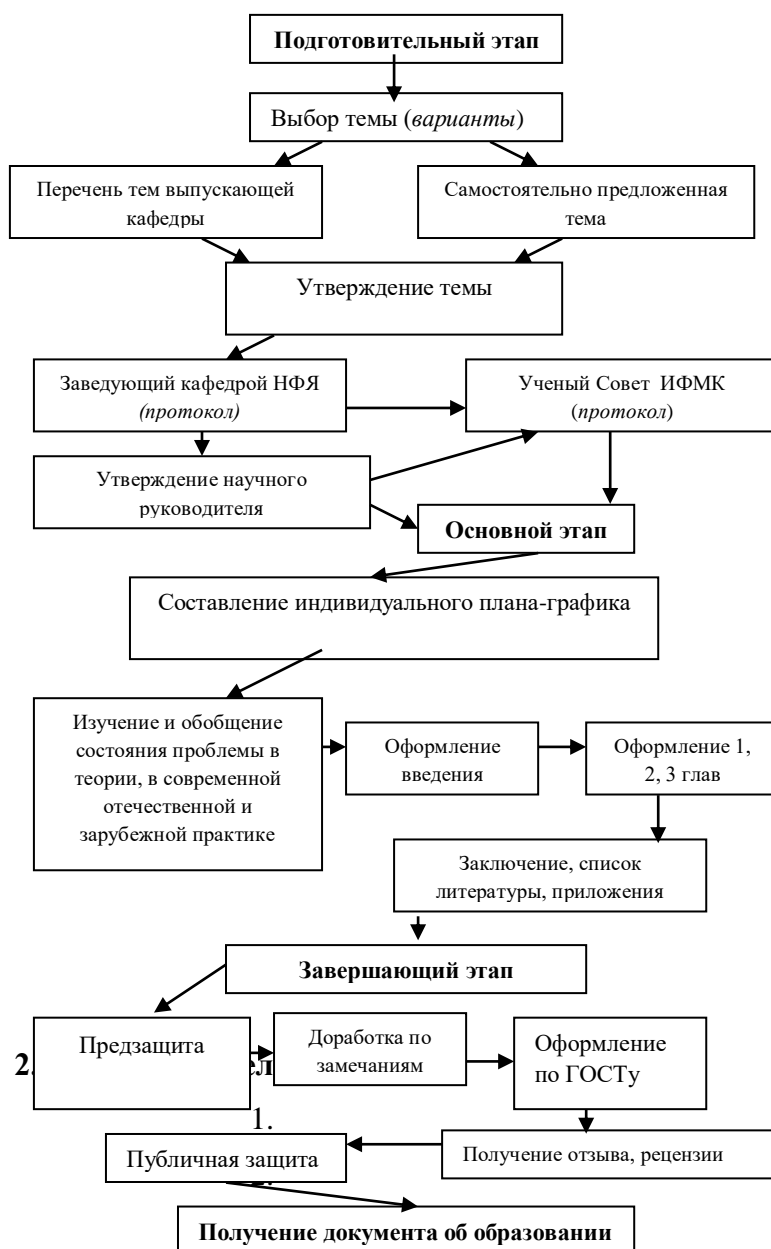 Подготовительный этап
Выбор темы (варианты)
Перечень тем выпускающей
кафедры
Самостоятельно предложенная
тема
Утверждение темы
Заведующий кафедрой НФЯ
(протокол)
Ученый Совет ИФМК
(протокол)
Утверждение научного
руководителя
Основной этап
Составление индивидуального плана-графика
Изучение и обобщение
состояния проблемы в
теории, в современной
отечественной и
зарубежной практике
Оформление
введения
Оформление 1,
2, 3 глав
Заключение, список
литературы, приложения
Завершающий этап
Предзащита
Доработка по
замечаниям
Оформление
по ГОСТу
2.
1.
Получение отзыва, рецензии
Публичная защита
Получение документа об образовании